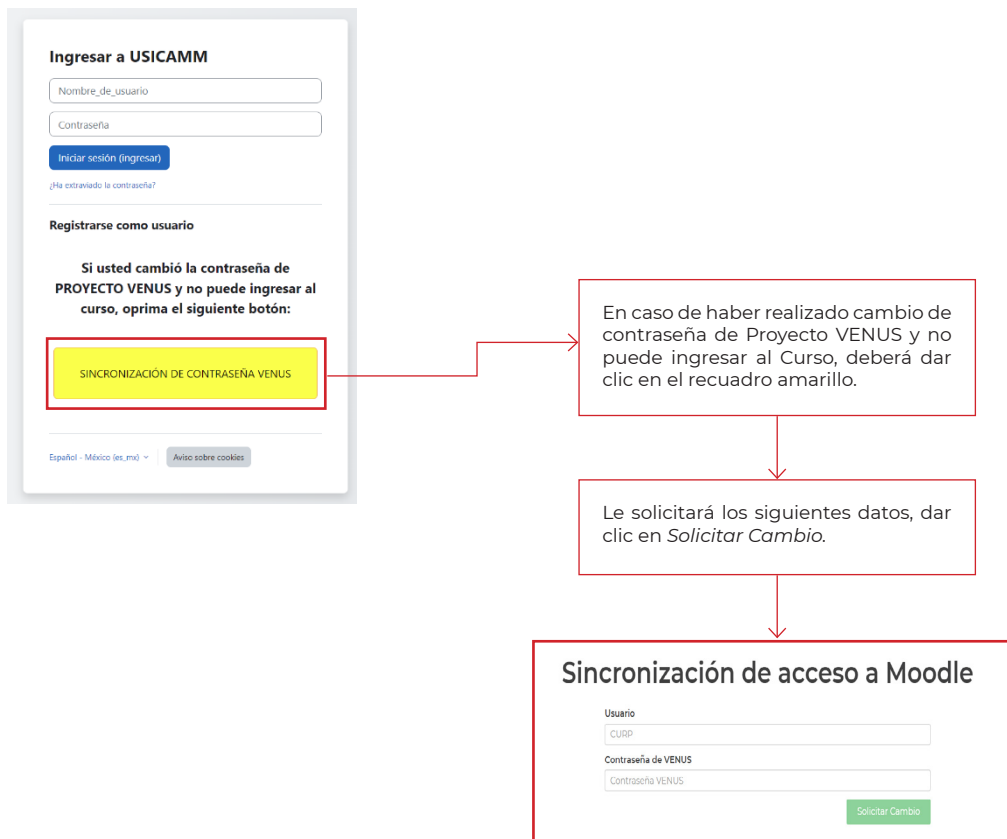 Ingresar a USICAMM
Nombre_de_usuario
Contraseña
Iniciar sesión (ingresar)
¿Ha extraviado la contraseña?
Registrarse como usuario
Si usted cambió la contraseña de
PROYECTO VENUS y no puede ingresar al
curso, oprima el siguiente botón:
SINCRONIZACIÓN DE CONTRASEÑA VENUS
Español - México (es_mx)
Aviso sobre cookies
En caso de haber realizado cambio de
contraseña de Proyecto VENUS y no
puede ingresar al Curso, deberá dar
clic en el recuadro amarillo.
Le solicitará los siguientes datos, dar
clic en Solicitar Cambio.
Sincronización de acceso a Moodle
Usuario
CURP
Contraseña de VENUS
Contraseña VENUS
Solicitar Cambio